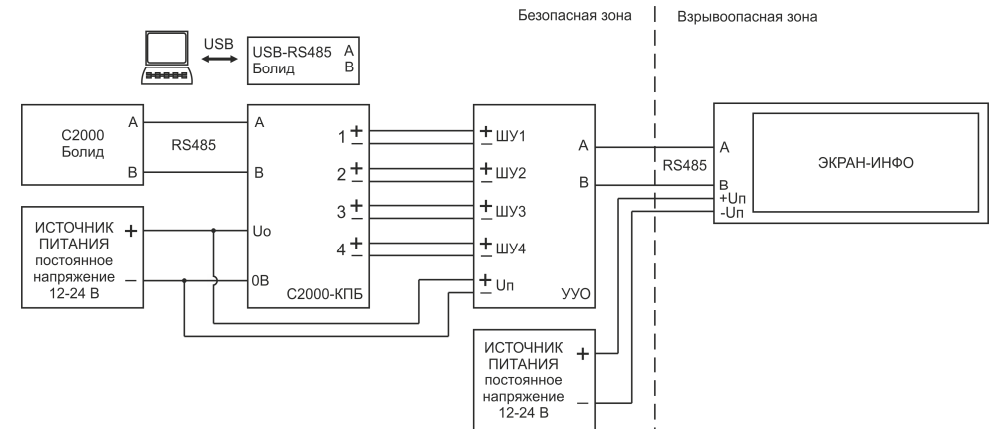 Безопасная зона
Взрывоопасная зона
USB
USB-RS485 A
Болид B
С2000
Болид
A
B
RS485
A
B
Uo
0В
С2000-КПБ
1 + −
2 + −
3 + −
4 + −
+ − ШУ1
+ − ШУ2
+ − ШУ3
+ − ШУ4
+ − Uп
УУО
A
B
RS485
A
B
+Uп
-Uп
ЭКРАН-ИНФО
ИСТОЧНИК +
ПИТАНИЯ
постоянное
напряжение −
12-24 В
ИСТОЧНИК +
ПИТАНИЯ
постоянное
напряжение −
12-24 В